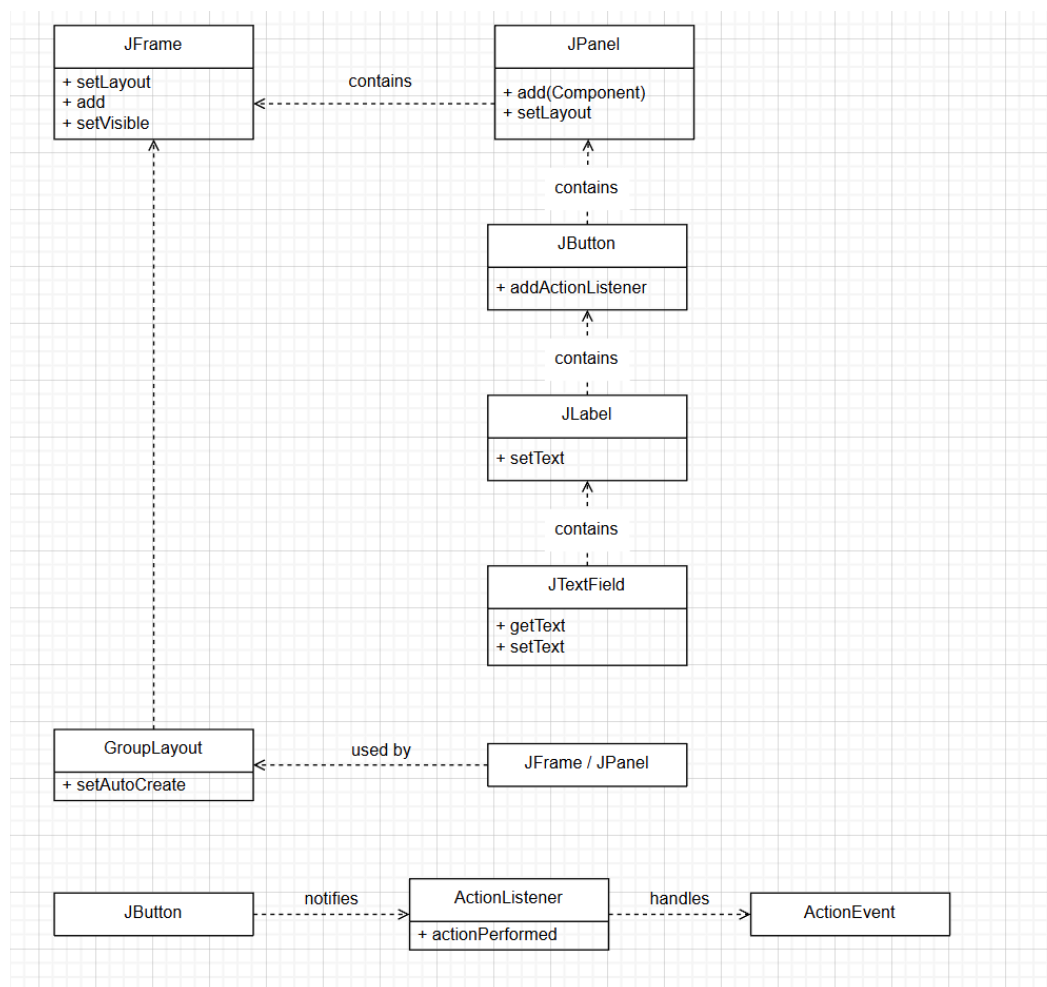 JFrame
+ setLayout
+ add
+ setVisible
contains
JPanel
+ add(Component)
+ setLayout
contains
JButton
+ addActionListener
contains
JLabel
+ setText
contains
JTextField
+ getText
+ setText
GroupLayout
+ setAutoCreate
used by
JFrame / JPanel
JButton
notifies
ActionListener
+ actionPerformed
handles
ActionEvent